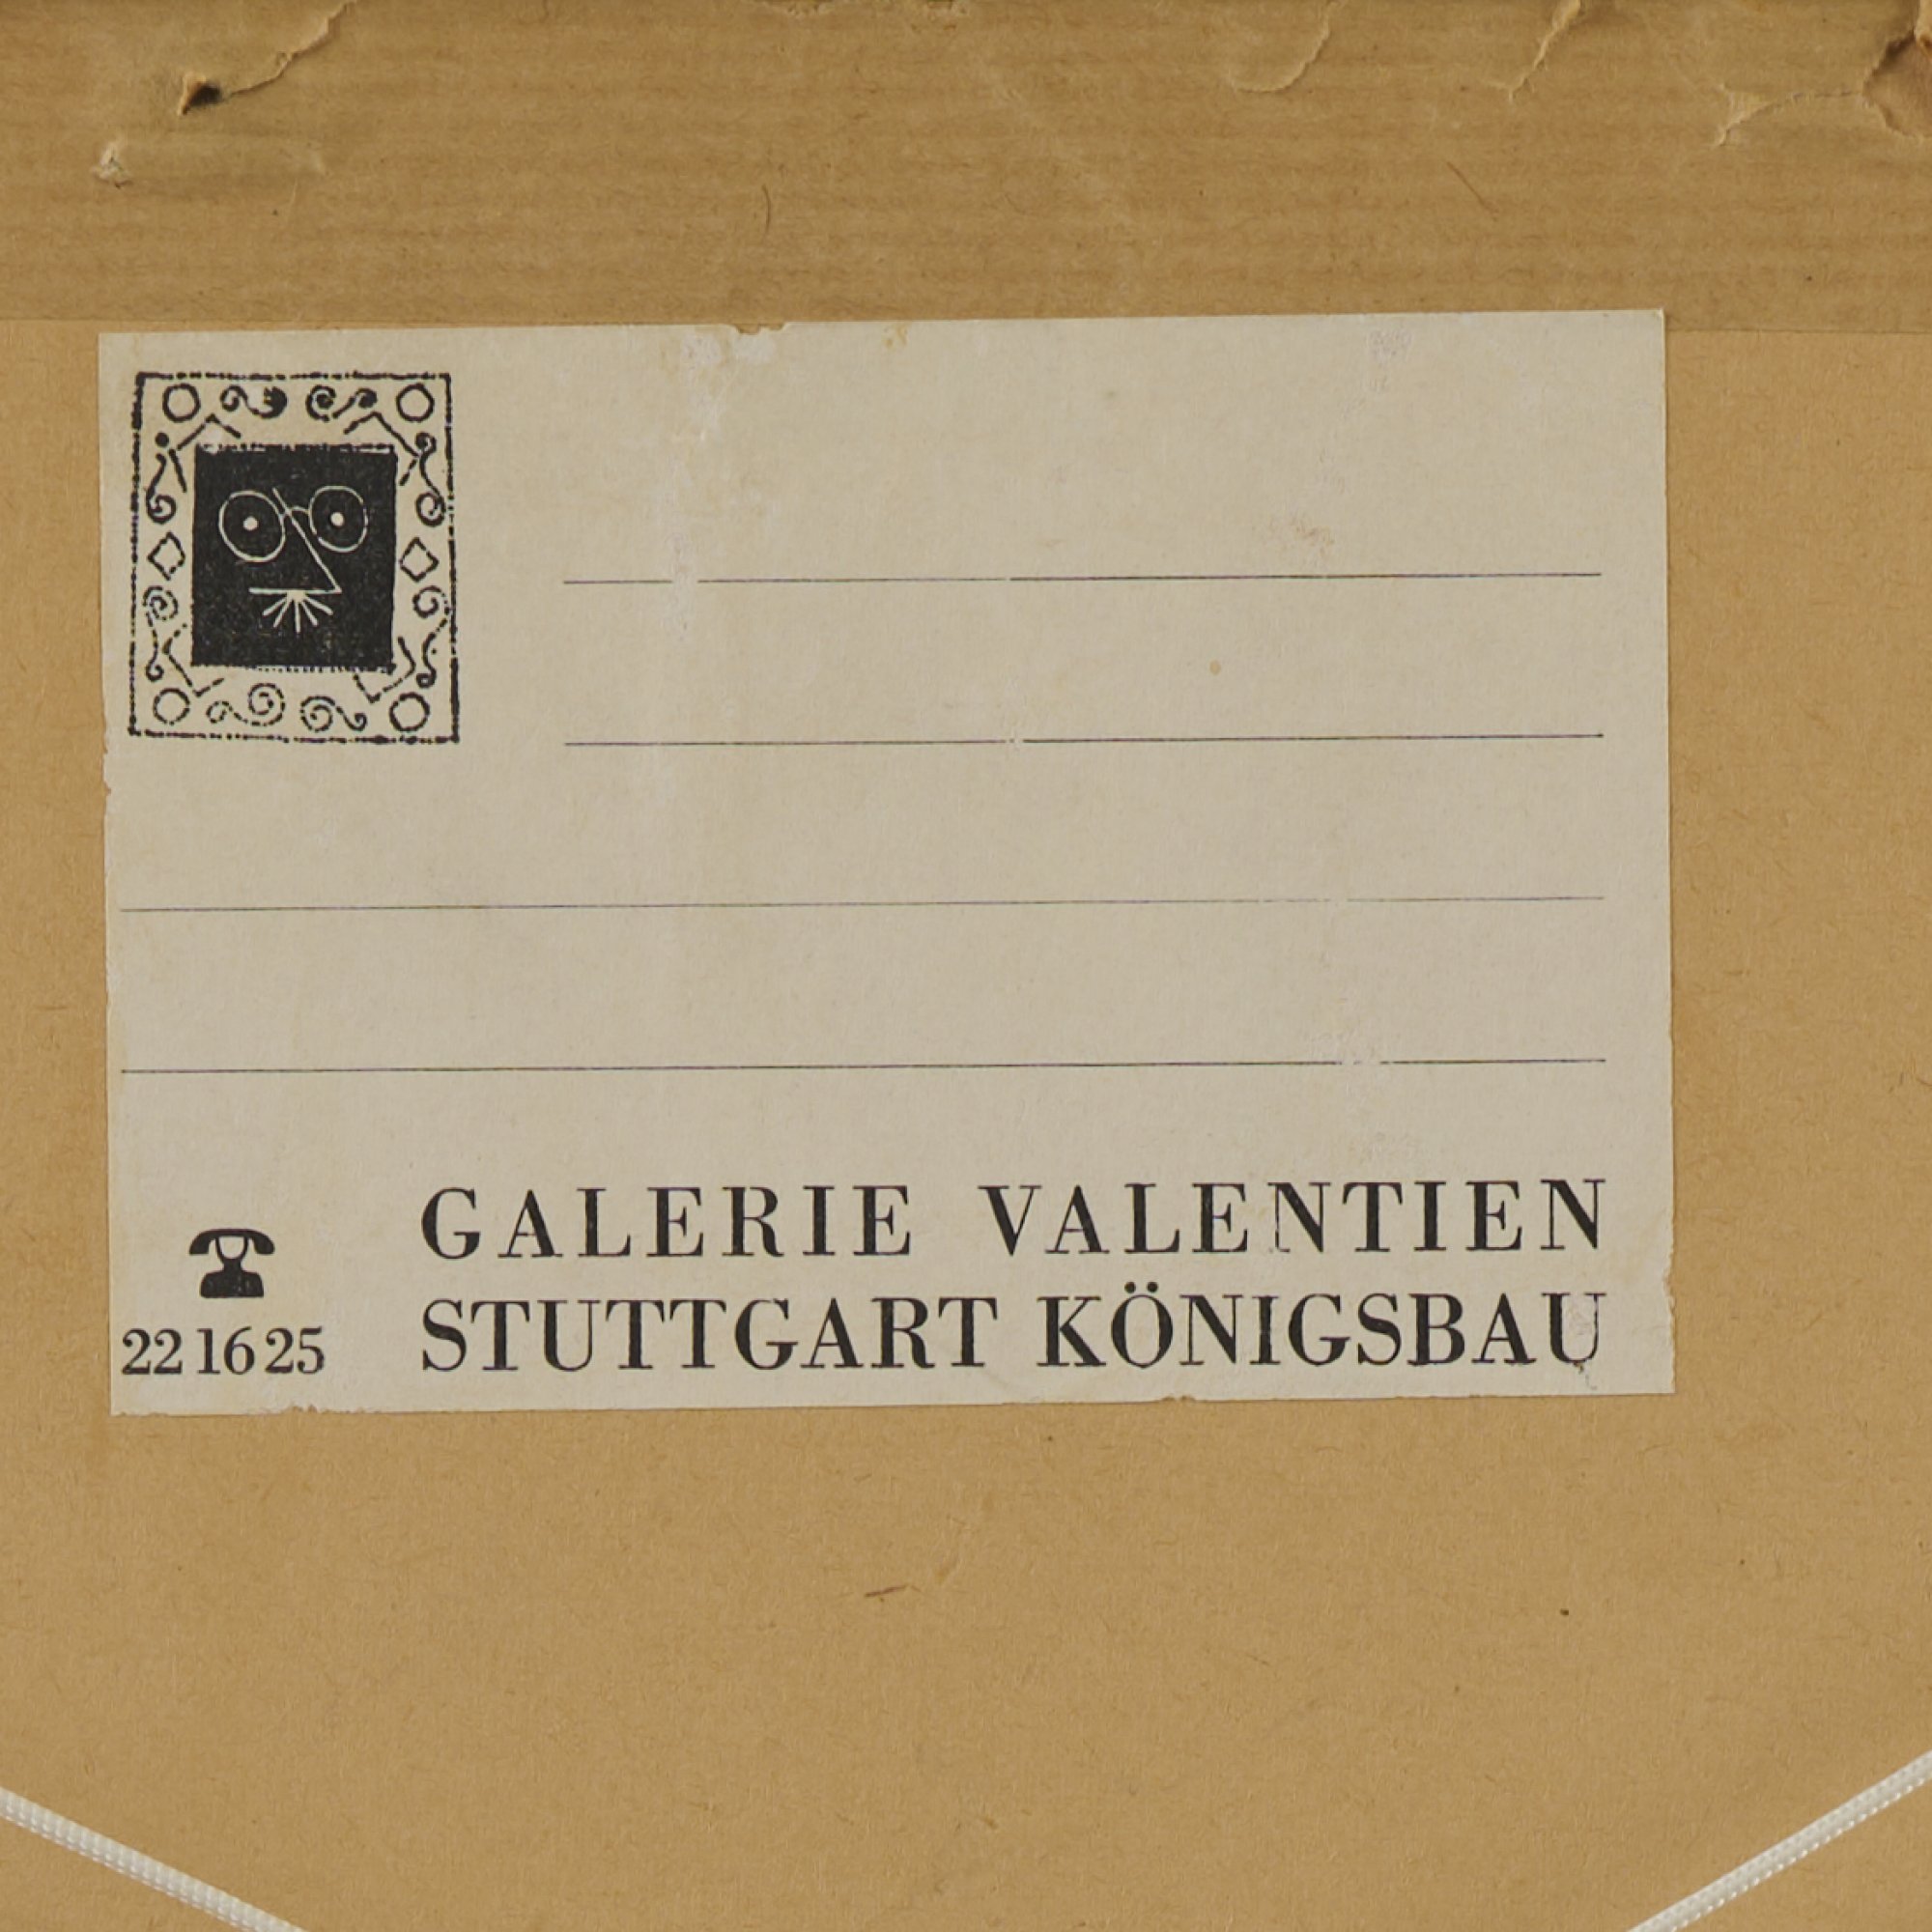 GALERIE VALENTIEN
STUTTGART KÖNIGSBAU
22 16 25